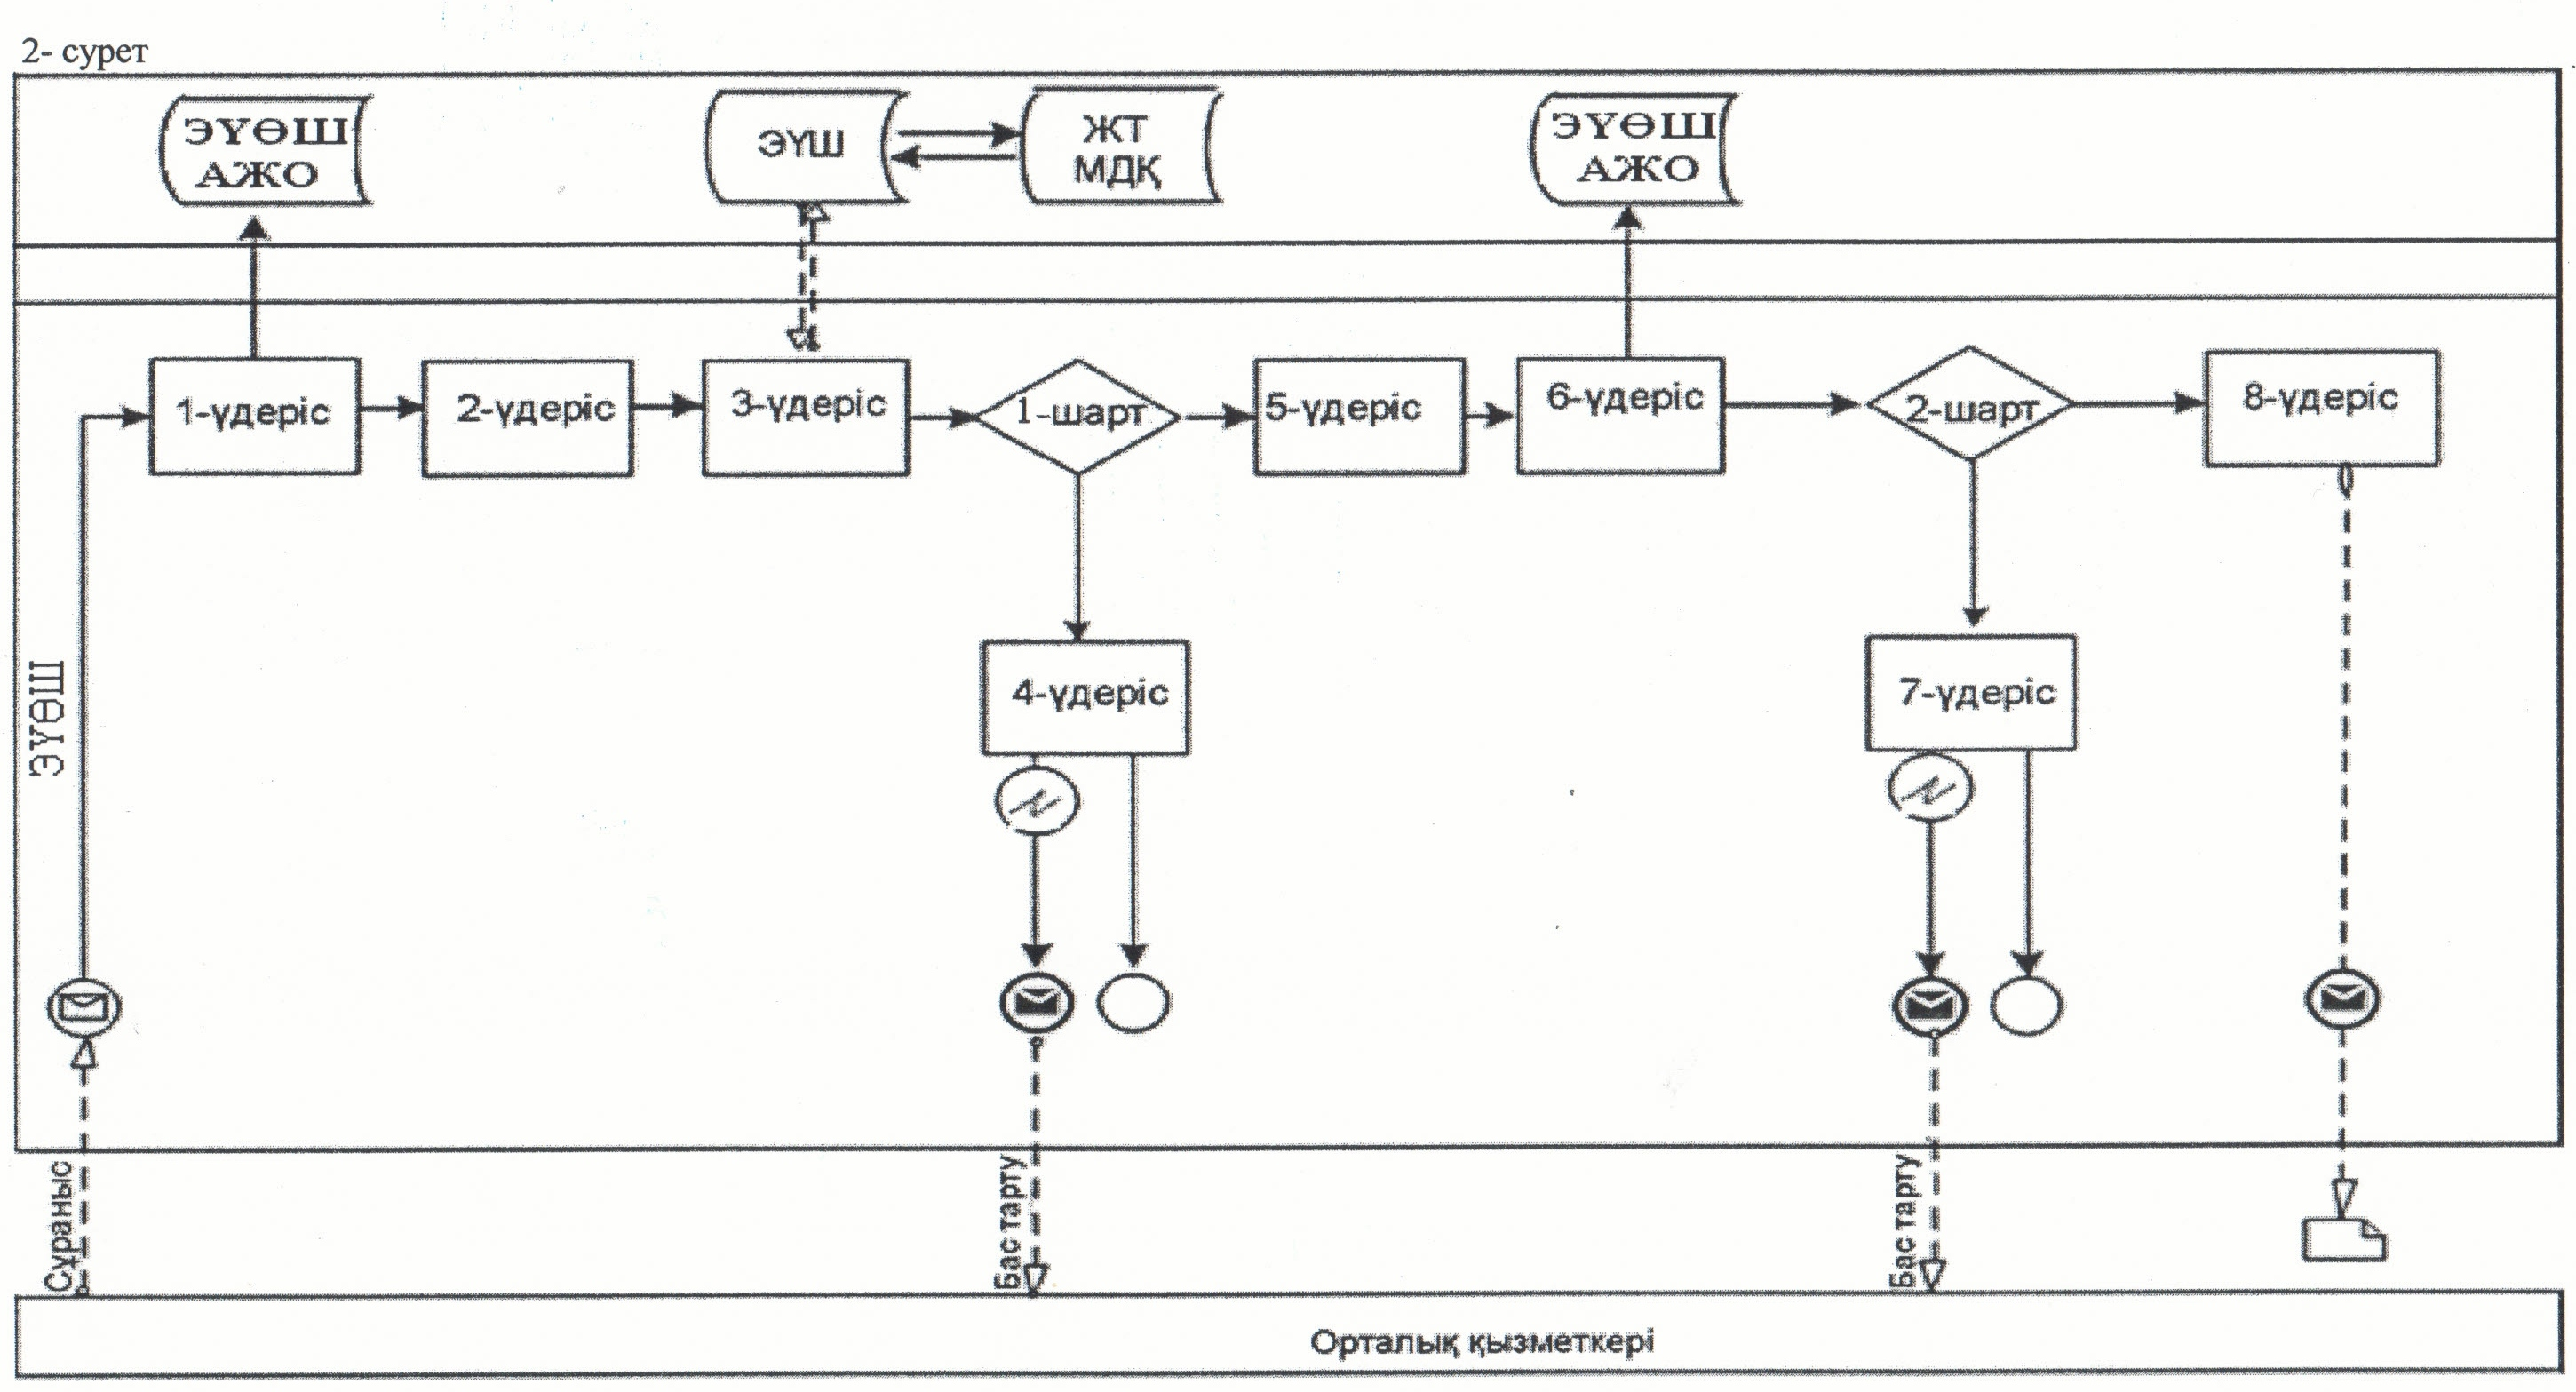 2- сурет
ЭҮӨШ
АЖО
ЭҮШ
ЖТ
МДҚ
ЭҮӨШ
АЖО
1-үдеріс
2-үдеріс
3-үдеріс
1-шарт
5-үдеріс
6-үдеріс
2-шарт
8-үдеріс
4-үдеріс
7-үдеріс
ЭҮӨШ
Сұраныс
Бас тарту
Бас тарту
Орталық қызметкері